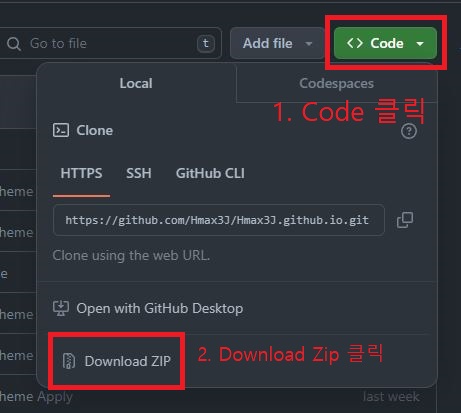 Go to file
t
Add file
<> Code
Local
Codespaces
1. Code 클릭
Clone
HTTPS
SSH
GitHub CLI
https://github.com/Hmax3J/Hmax3J.github.io.git
Clone using the web URL.
Open with GitHub Desktop
Download ZIP
2. Download Zip 클릭
heme
heme
e
heme
heme
heme Apply
last week